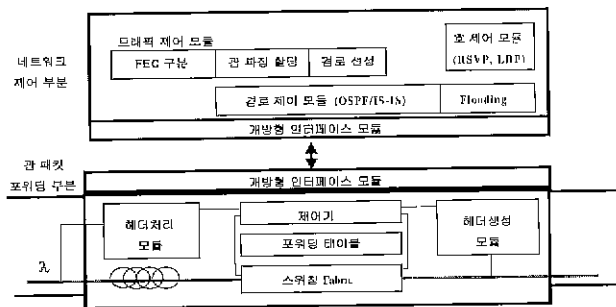 네트워크
제어 부분
트래픽 제어 모듈
FEC 구분
관 파장 할당
경로 선정
호 제어 모듈
(RSVP, LDP)
경로 제어 모듈 (OSPF/IS-IS)
Flooding
개방형 인터페이스 모듈
관 패킷
포워딩 부분
개방형 인터페이스 모듈
헤더처리
모듈
제어기
포워딩 테이블
스위칭 Fabric
헤더생성
모듈
λ